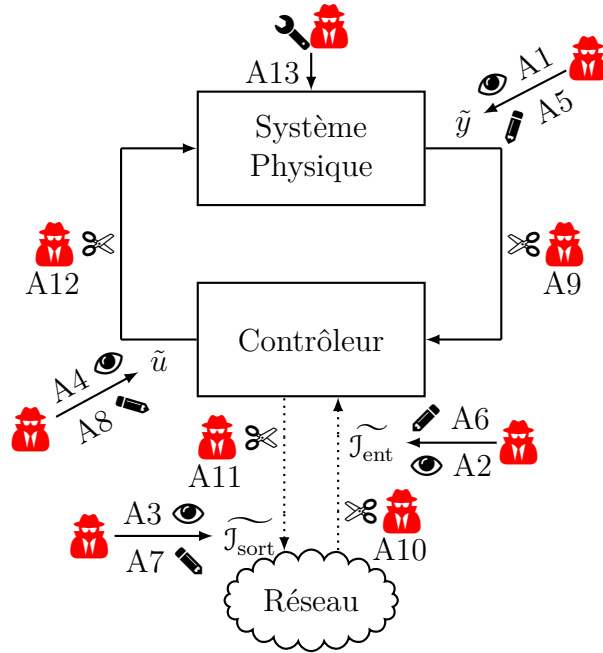 A13
A1
A5
Système
Physique
ỹ
A12
A9
Contrôleur
ũ
A4
A8
A6
A2
ℐ̃ent
A11
A3
A7
ℐ̃sort
A10
Réseau